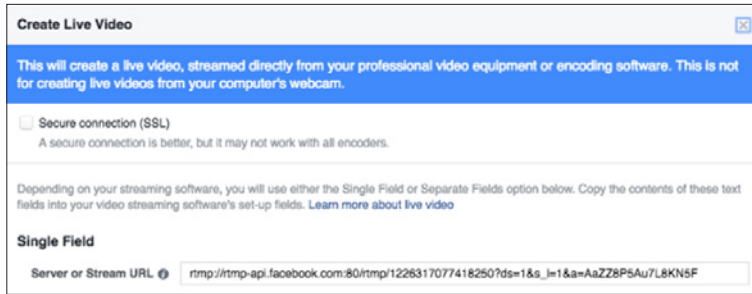 Create Live Video
This will create a live video, streamed directly from your professional video equipment or encoding software. This is not
for creating live videos from your computer's webcam.
Secure connection (SSL)
A secure connection is better, but it may not work with all encoders.
Depending on your streaming software, you will use either the Single Field or Separate Fields option below. Copy the contents of these text
fields into your video streaming software's set-up fields. Learn more about live video
Single Field
Server or Stream URL rtmp://rtmp-api.facebook.com:80/rtmp/1226317077418250?ds=1&s_l=1&a=AaZZ8P5Au7L8KN5F